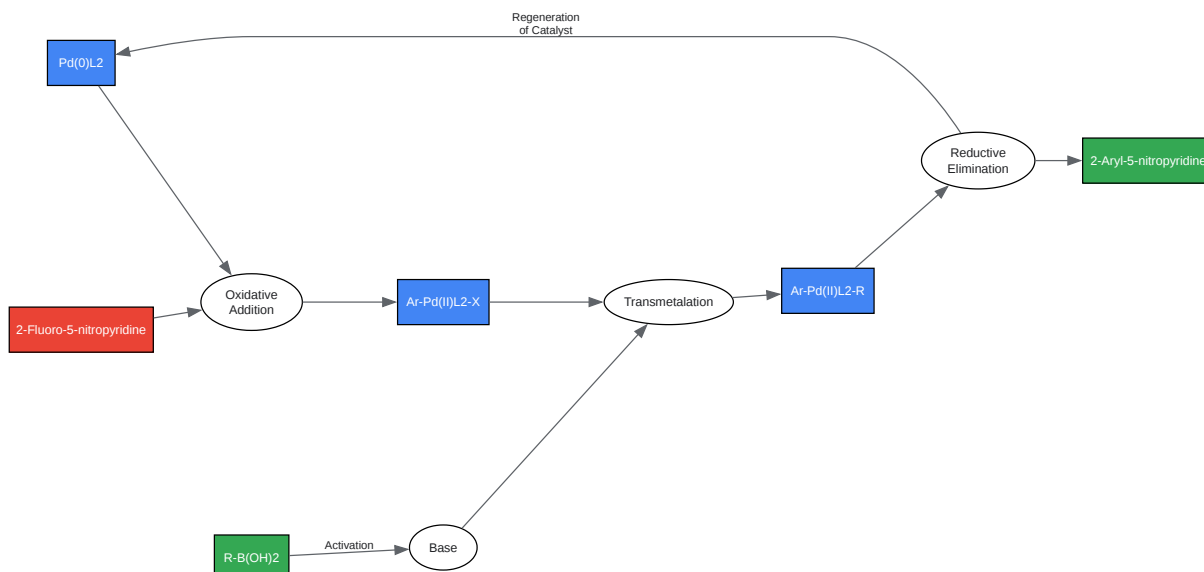 Regeneration
of Catalyst
Pd(0)L2
Reductive
Elimination
2-Aryl-5-nitropyridine
Oxidative
Addition
Ar-Pd(II)L2-X
Transmetalation
Ar-Pd(II)L2-R
2-Fluoro-5-nitropyridine
R-B(OH)2
Activation
Base